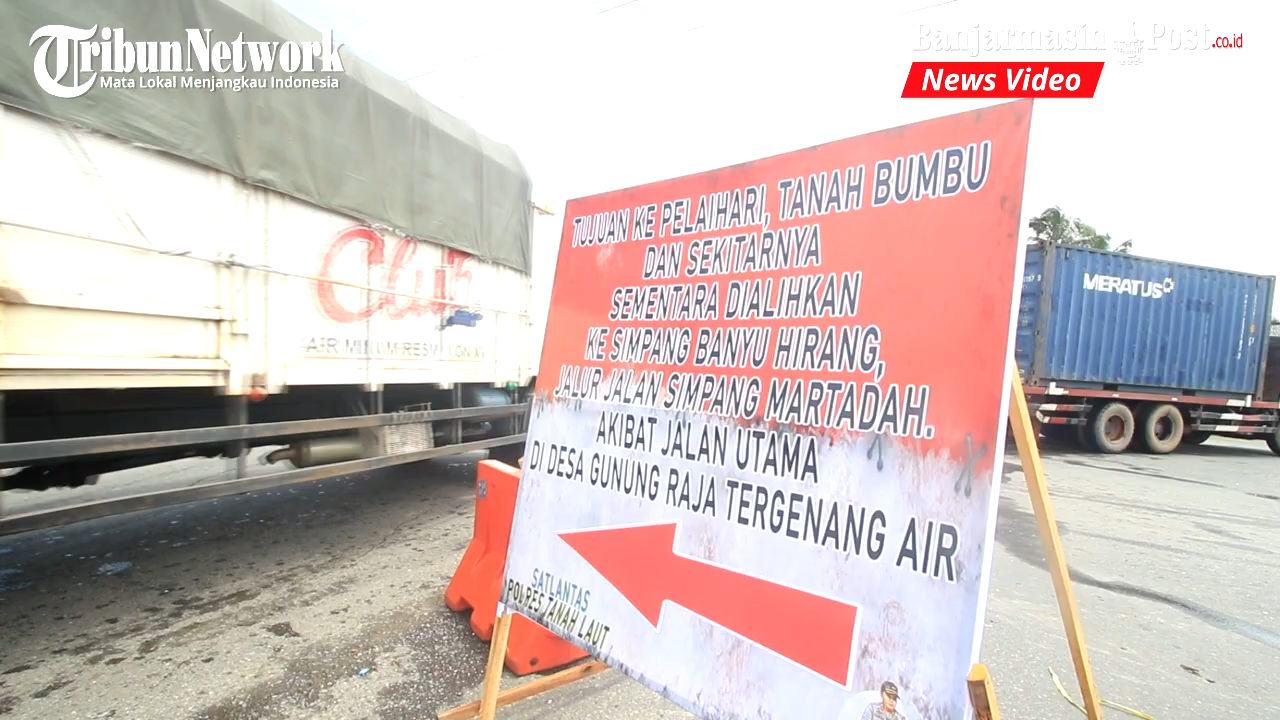 TribunNetwork
Mata Lokal Menjangkau Indonesia
Banjarmasin Post.co.id
News Video
Club
AIR MINUM
MERATUS
TUJUAN KE PELAIHARI, TANAH BUMBU
DAN SEKITARNYA
SEMENTARA DIALIHKAN
KE SIMPANG BANYU HIRANG,
JALUR JALAN SIMPANG MARTADAH.
AKIBAT JALAN UTAMA
DI DESA GUNUNG RAJA TERGENANG AIR
SATLANTAS
POLRES TANAH LAUT